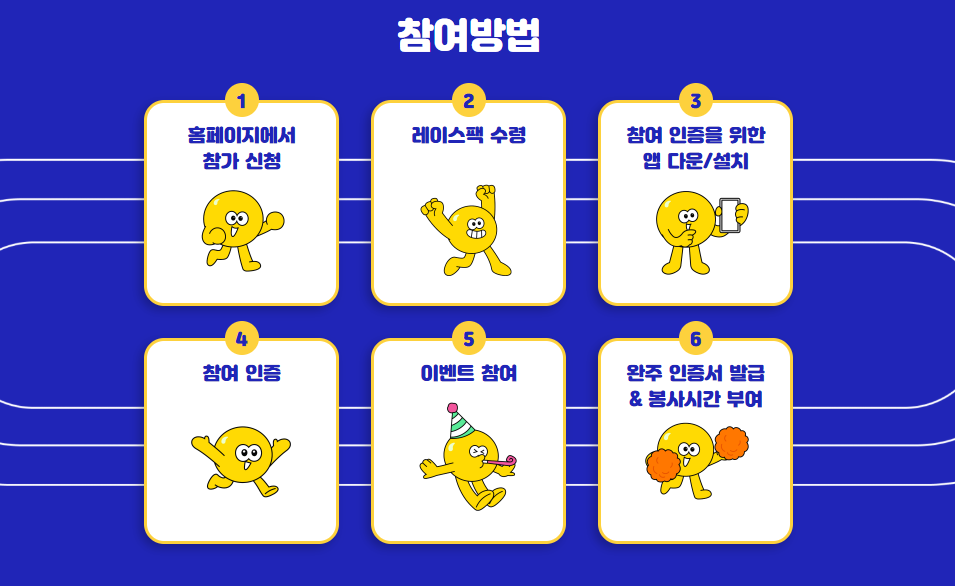 참여방법
1
홈페이지에서
참가 신청
2
레이스팩 수령
3
참여 인증을 위한
앱 다운/설치
4
참여 인증
5
이벤트 참여
6
완주 인증서 발급
& 봉사시간 부여